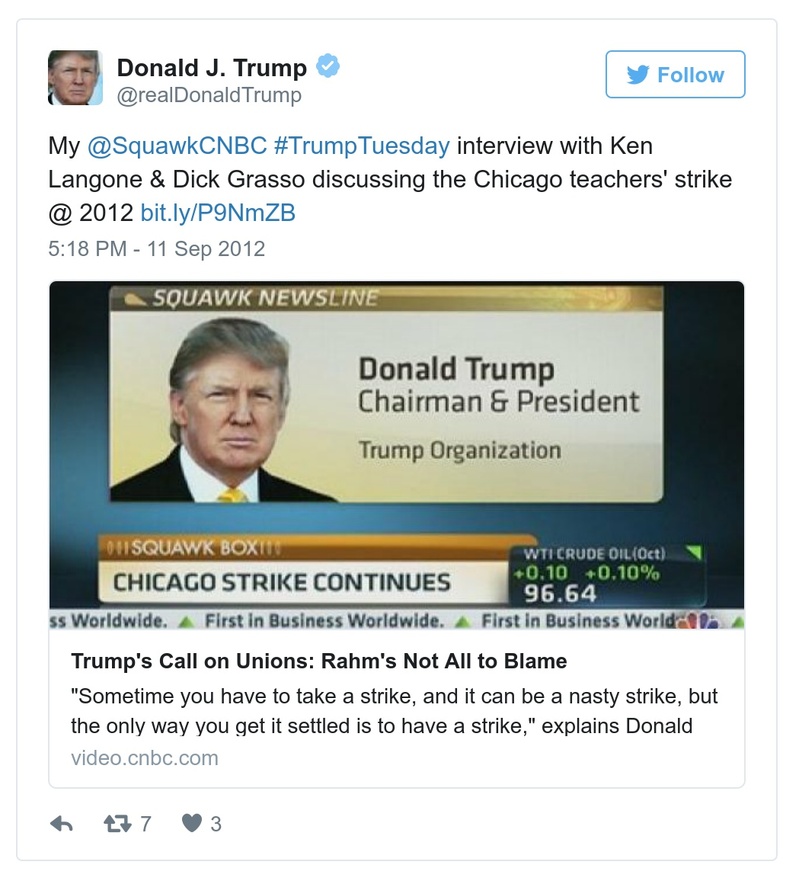 Donald J. Trump
@realDonaldTrump
Follow
My @SquawkCNBC #TrumpTuesday interview with Ken
Langone & Dick Grasso discussing the Chicago teachers' strike
@ 2012 bit.ly/P9NmZB
5:18 PM - 11 Sep 2012
SQUAWK NEWSLINE
Donald Trump
Chairman & President
Trump Organization
SQUAWK BOX
CHICAGO STRIKE CONTINUES
WTI CRUDE OIL(Oct)
+0.10 +0.10%
96.64
ss Worldwide. First in Business Worldwide. First in Business World
Trump's Call on Unions: Rahm's Not All to Blame
"Sometime you have to take a strike, and it can be a nasty strike, but
the only way you get it settled is to have a strike," explains Donald
video.cnbc.com
7
3